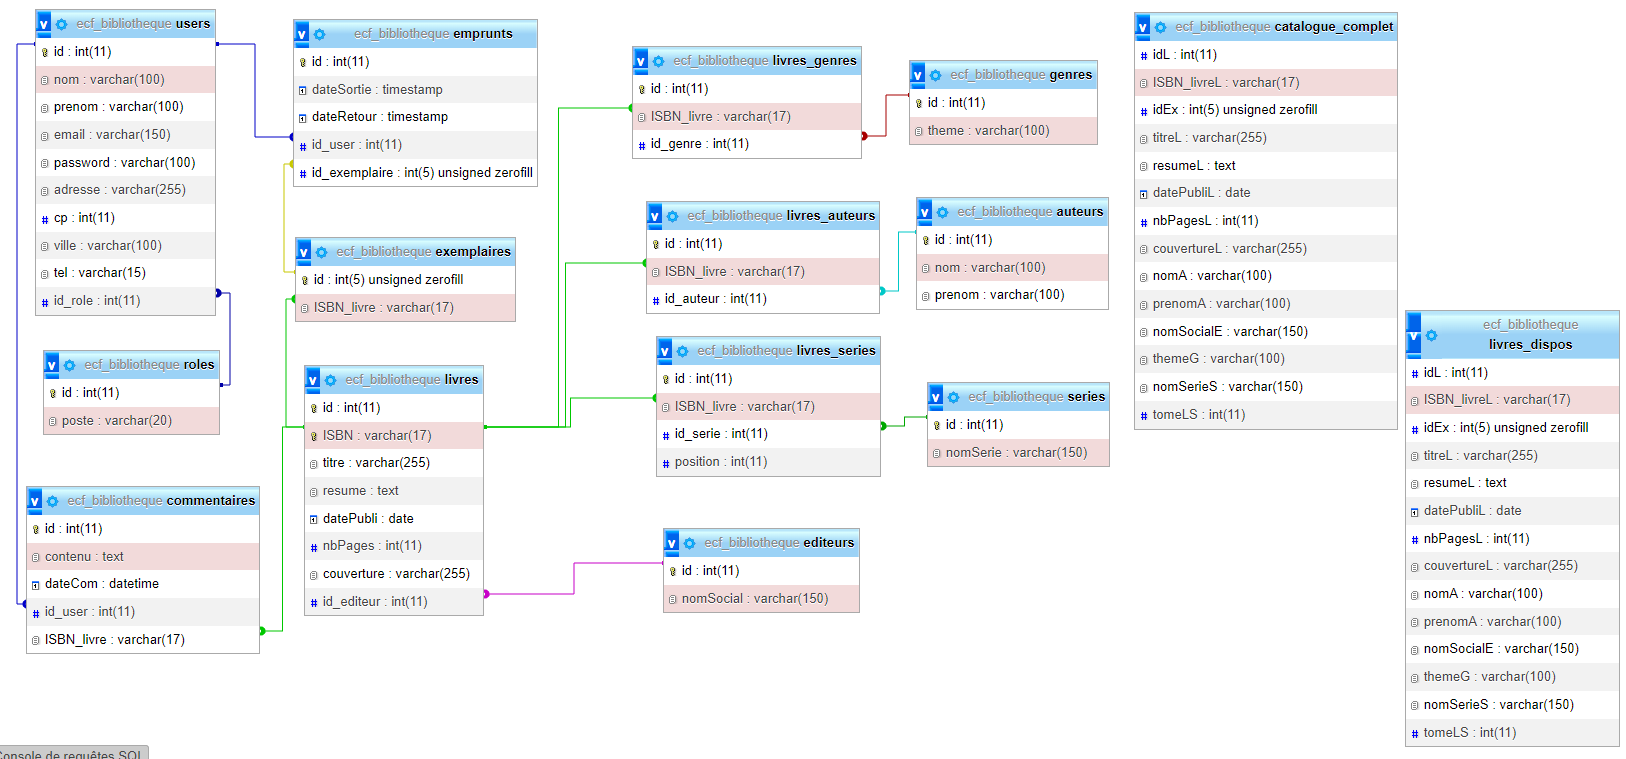 ecf_bibliotheque users
id : int(11)
nom : varchar(100)
prenom : varchar(100)
email : varchar(150)
password : varchar(100)
adresse : varchar(255)
cp : int(11)
ville : varchar(100)
tel : varchar(15)
id_role : int(11)
ecf_bibliotheque roles
id : int(11)
poste : varchar(20)
ecf_bibliotheque commentaires
id : int(11)
contenu : text
dateCom : datetime
id_user : int(11)
ISBN_livre : varchar(17)
ecf_bibliotheque emprunts
id : int(11)
dateSortie : timestamp
dateRetour : timestamp
id_user : int(11)
id_exemplaire : int(5) unsigned zerofill
ecf_bibliotheque exemplaires
id : int(5) unsigned zerofill
ISBN_livre : varchar(17)
ecf_bibliotheque livres
id : int(11)
ISBN : varchar(17)
titre : varchar(255)
resume : text
datePubli : date
nbPages : int(11)
couverture : varchar(255)
id_editeur : int(11)
ecf_bibliotheque livres_genres
id : int(11)
ISBN_livre : varchar(17)
id_genre : int(11)
ecf_bibliotheque genres
id : int(11)
theme : varchar(100)
ecf_bibliotheque livres_auteurs
id : int(11)
ISBN_livre : varchar(17)
id_auteur : int(11)
ecf_bibliotheque auteurs
id : int(11)
nom : varchar(100)
prenom : varchar(100)
ecf_bibliotheque livres_series
id : int(11)
ISBN_livre : varchar(17)
id_serie : int(11)
position : int(11)
ecf_bibliotheque series
id : int(11)
nomSerie : varchar(150)
ecf_bibliotheque editeurs
id : int(11)
nomSocial : varchar(150)
ecf_bibliotheque catalogue_complet
idL : int(11)
ISBN_livreL : varchar(17)
idEx : int(5) unsigned zerofill
titreL : varchar(255)
resumeL : text
datePubliL : date
nbPagesL : int(11)
couvertureL : varchar(255)
nomA : varchar(100)
prenomA : varchar(100)
nomSocialE : varchar(150)
themeG : varchar(100)
nomSerieS : varchar(150)
tomeLS : int(11)
ecf_bibliotheque
livres_dispos
idL : int(11)
ISBN_livreL : varchar(17)
idEx : int(5) unsigned zerofill
titreL : varchar(255)
resumeL : text
datePubliL : date
nbPagesL : int(11)
couvertureL : varchar(255)
nomA : varchar(100)
prenomA : varchar(100)
nomSocialE : varchar(150)
themeG : varchar(100)
nomSerieS : varchar(150)
tomeLS : int(11)
Console de requêtes SQL